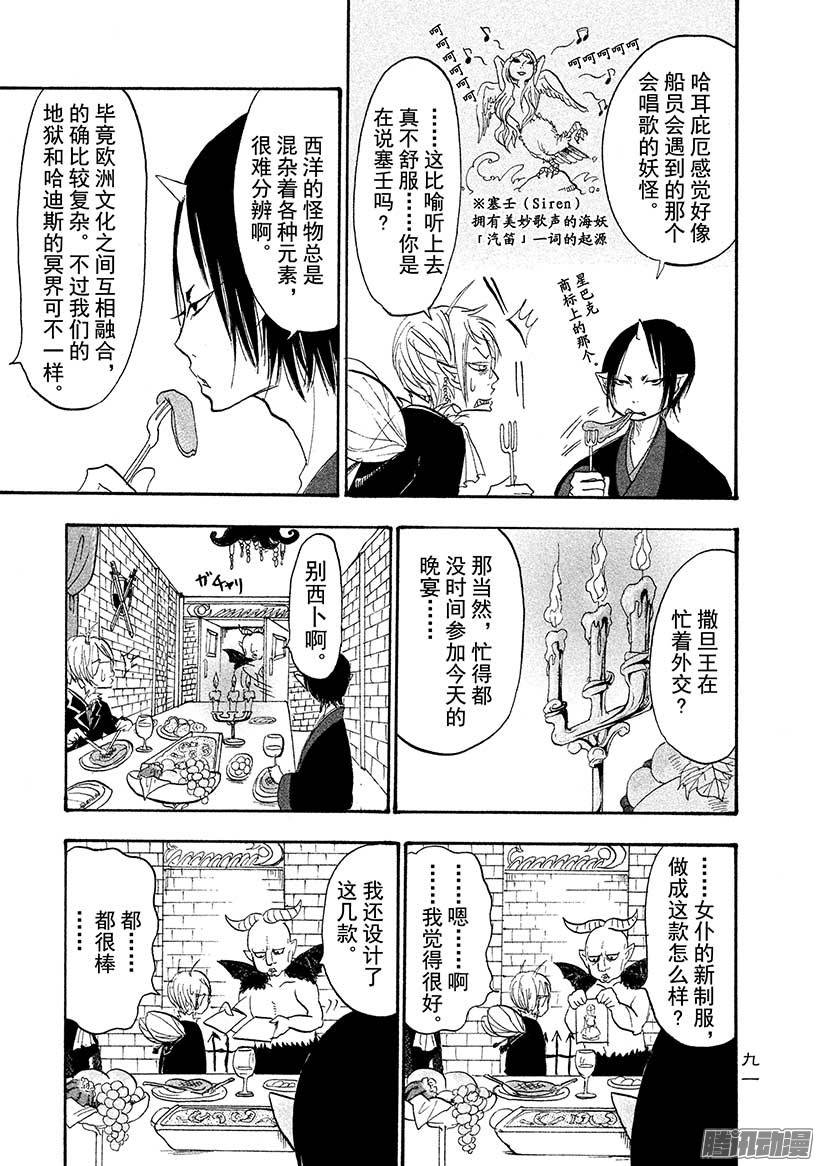 哈耳庇厄感觉好像
船员会遇到的那个
会唱歌的妖怪。
呵呵呵呵
呵呵呵呵呵
※塞壬（Siren）
拥有美妙歌声的海妖
「汽笛」一词的起源
……这比喻听上去
真不舒服……你是
在说塞壬吗？
星巴克
商标上的那个。
西洋的怪物总是
混杂着各种元素，
很难分辨啊。
毕竟欧洲文化之间互相融合，
的确比较复杂。不过我们的
地狱和哈迪斯的冥界可不一样。
撒旦王在
忙着外交？
那当然，忙得都
没时间参加今天的
晚宴……
别西卜啊。
ガチャリ
……女仆的新制服，
做成这款怎么样？
……嗯……啊
我觉得很好。
我还设计了
这几款。
都……
都很棒
……
九一
腾讯动漫